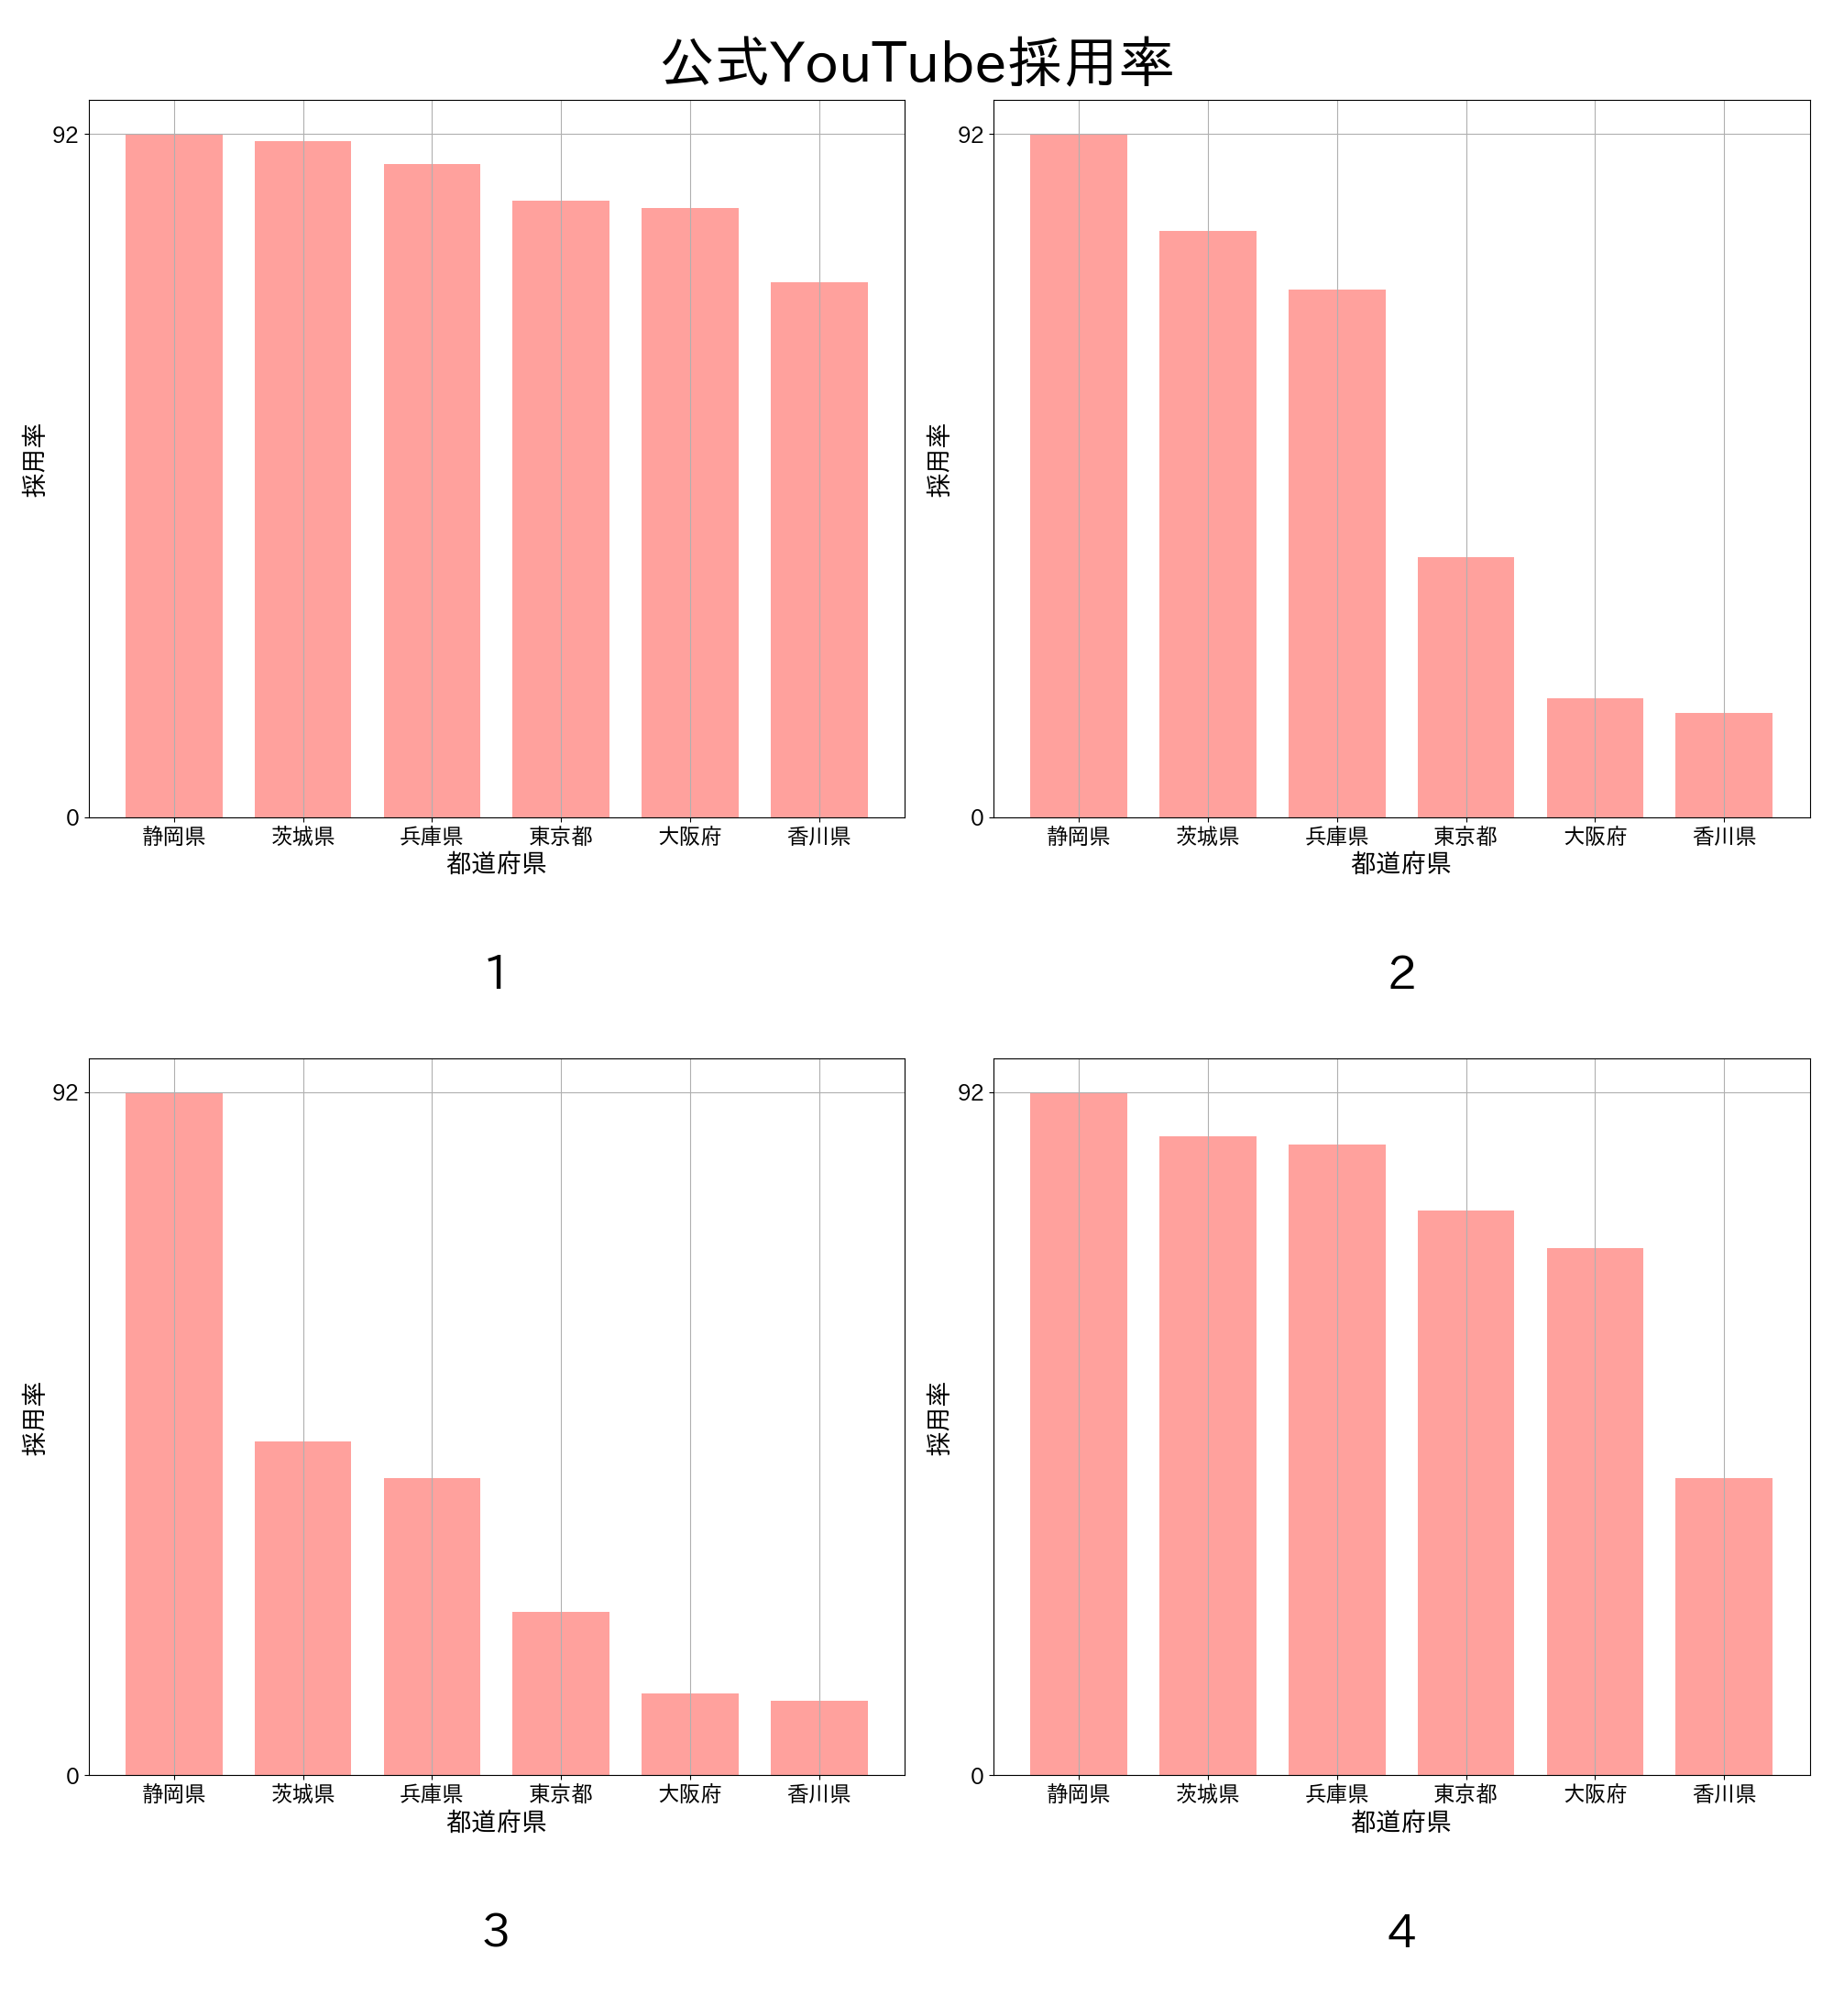 公式YouTube採用率
92
0
採用率
静岡県 茨城県 兵庫県 東京都 大阪府 香川県
都道府県
1
92
0
採用率
静岡県 茨城県 兵庫県 東京都 大阪府 香川県
都道府県
2
92
0
採用率
静岡県 茨城県 兵庫県 東京都 大阪府 香川県
都道府県
3
92
0
採用率
静岡県 茨城県 兵庫県 東京都 大阪府 香川県
都道府県
4